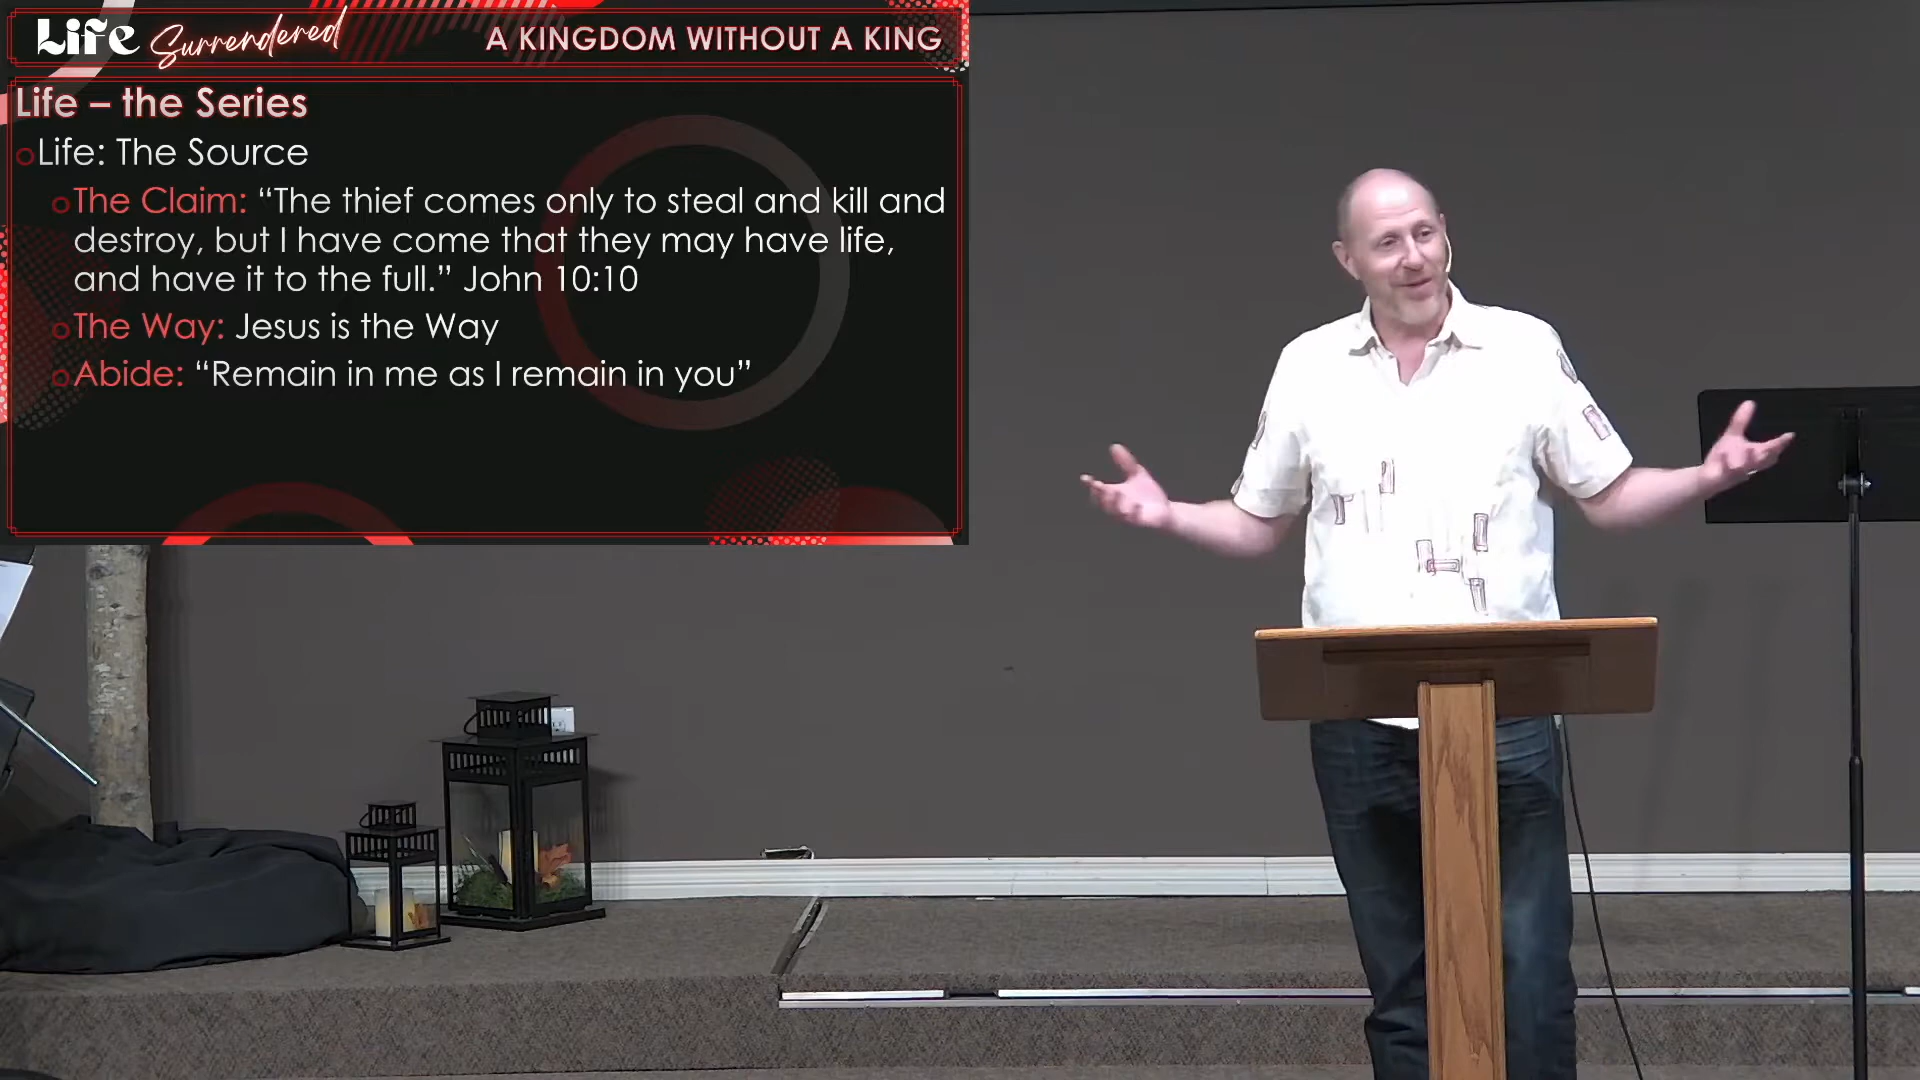 Life Surrendered
A KINGDOM WITHOUT A KING
Life – the Series
Life: The Source
The Claim: “The thief comes only to steal and kill and
destroy, but I have come that they may have life,
and have it to the full.” John 10:10
The Way: Jesus is the Way
Abide: “Remain in me as I remain in you”